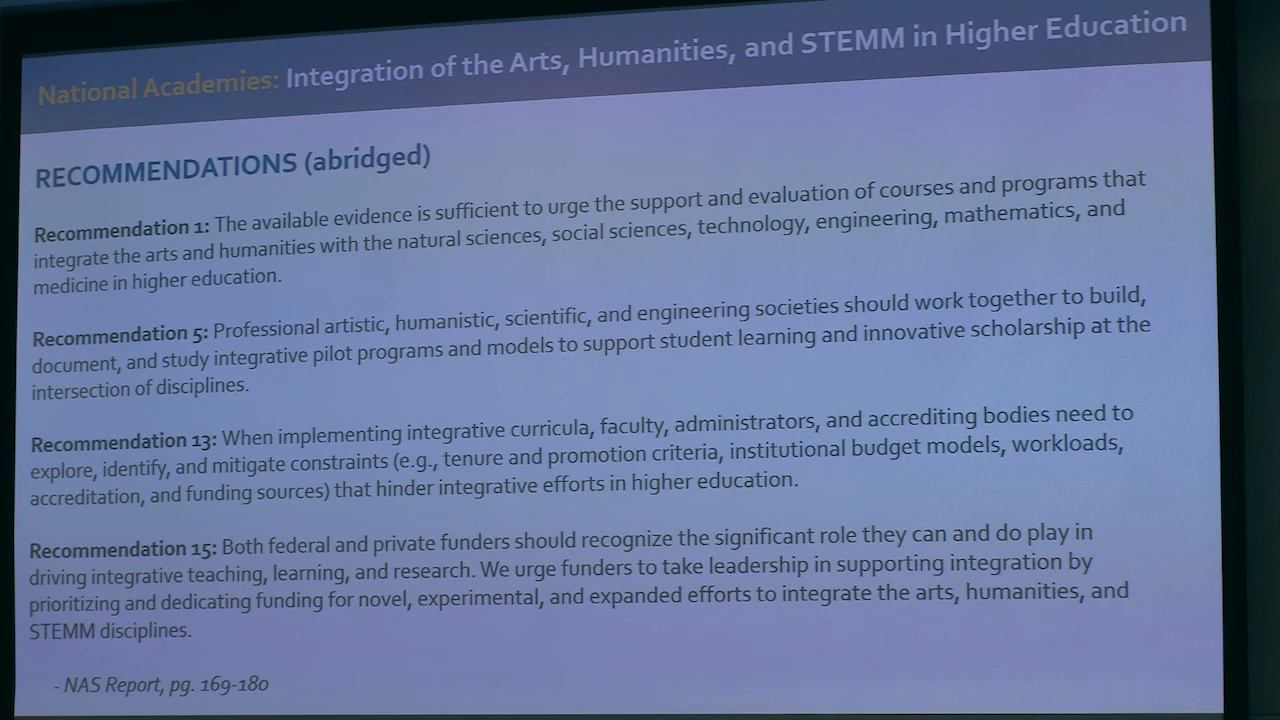 National Academies: Integration of the Arts, Humanities, and STEMM in Higher Education
RECOMMENDATIONS (abridged)
Recommendation 1: The available evidence is sufficient to urge the support and evaluation of courses and programs that
integrate the arts and humanities with the natural sciences, social sciences, technology, engineering, mathematics, and
medicine in higher education.
Recommendation 5: Professional artistic, humanistic, scientific, and engineering societies should work together to build,
document, and study integrative pilot programs and models to support student learning and innovative scholarship at the
intersection of disciplines.
Recommendation 13: When implementing integrative curricula, faculty, administrators, and accrediting bodies need to
explore, identify, and mitigate constraints (e.g., tenure and promotion criteria, institutional budget models, workloads,
accreditation, and funding sources) that hinder integrative efforts in higher education.
Recommendation 15: Both federal and private funders should recognize the significant role they can and do play in
driving integrative teaching, learning, and research. We urge funders to take leadership in supporting integration by
prioritizing and dedicating funding for novel, experimental, and expanded efforts to integrate the arts, humanities, and
STEMM disciplines.
- NAS Report, pg. 169-180